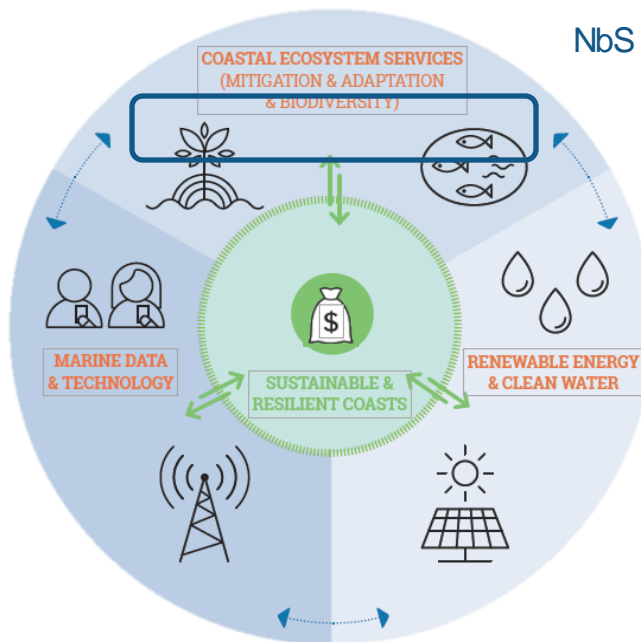 NbS
COASTAL ECOSYSTEM SERVICES
(MITIGATION & ADAPTATION
& BIODIVERSITY)
$
MARINE DATA
& TECHNOLOGY
RENEWABLE ENERGY
& CLEAN WATER
SUSTAINABLE &
RESILIENT COASTS